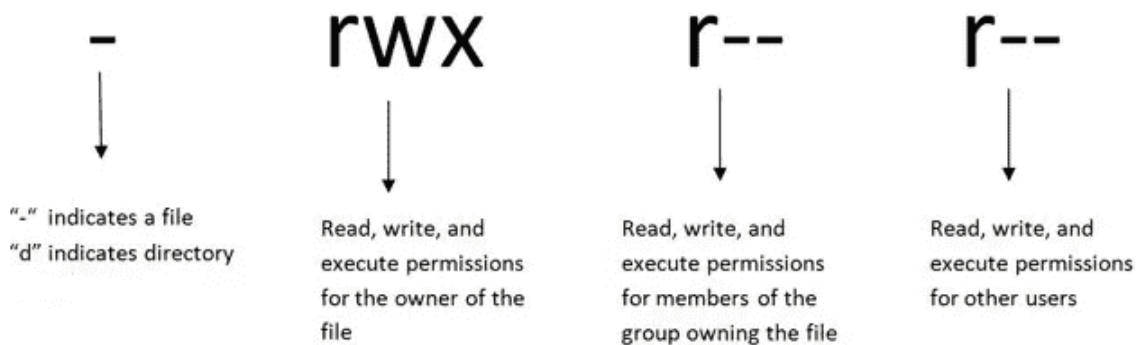 - rwx r-- r--
“-“ indicates a file
“d” indicates directory
Read, write, and
execute permissions
for the owner of the
file
Read, write, and
execute permissions
for members of the
group owning the file
Read, write, and
execute permissions
for other users